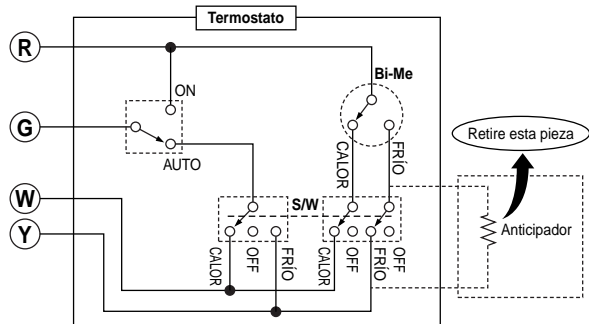 Termostato
R
Bi-Me
ON
G
AUTO
CALOR
FRÍO
Retire esta pieza
W
S/W
Anticipador
Y
CALOR
OFF
FRÍO
CALOR
OFF
FRÍO
OFF